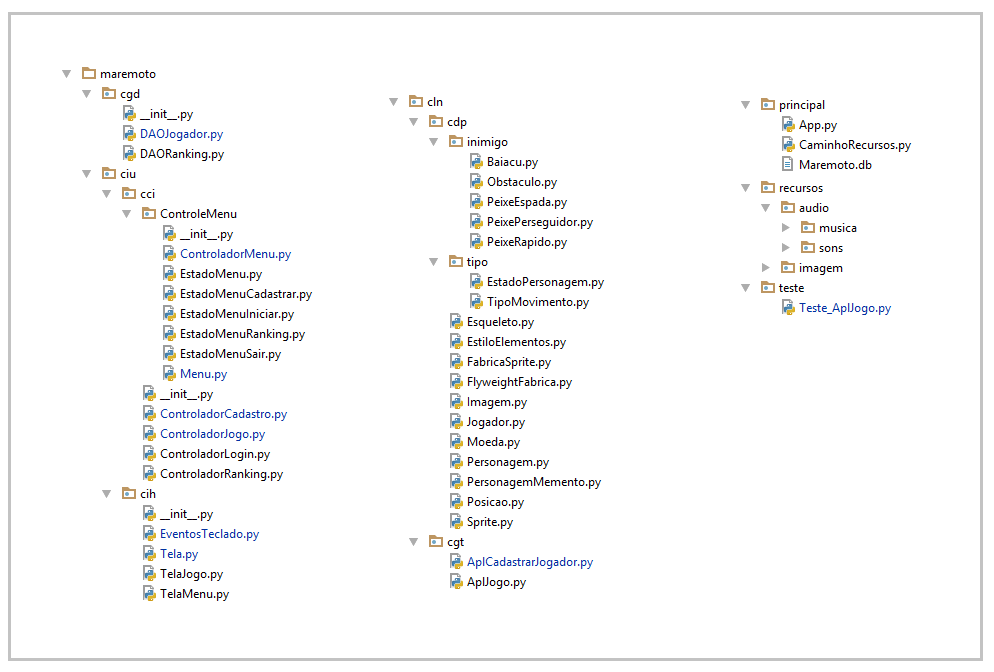 maremoto
cgd
__init__.py
DAOJogador.py
DAORanking.py
ciu
cci
ControleMenu
__init__.py
ControladorMenu.py
EstadoMenu.py
EstadoMenuCadastrar.py
EstadoMenuIniciar.py
EstadoMenuRanking.py
EstadoMenuSair.py
Menu.py
__init__.py
ControladorCadastro.py
ControladorJogo.py
ControladorLogin.py
ControladorRanking.py
cih
__init__.py
EventosTeclado.py
Tela.py
TelaJogo.py
TelaMenu.py
cln
cdp
inimigo
Baiacu.py
Obstaculo.py
PeixeEspada.py
PeixePerseguidor.py
PeixeRapido.py
tipo
EstadoPersonagem.py
TipoMovimento.py
Esqueleto.py
EstiloElementos.py
FabricaSprite.py
FlyweightFabrica.py
Imagem.py
Jogador.py
Moeda.py
Personagem.py
PersonagemMemento.py
Posicao.py
Sprite.py
cgt
AplCadastrarJogador.py
AplJogo.py
principal
App.py
CaminhoRecursos.py
Maremoto.db
recursos
audio
musica
sons
imagem
teste
Teste_AplJogo.py